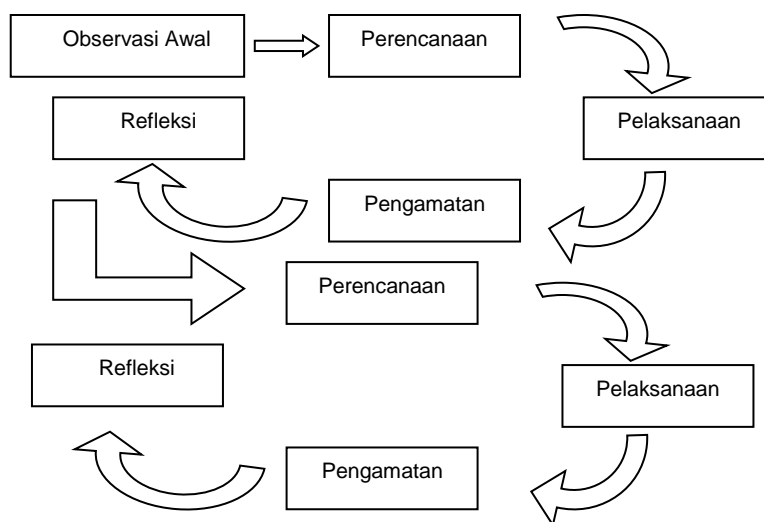 Observasi Awal
Perencanaan
Refleksi
Pelaksanaan
Pengamatan
Perencanaan
Refleksi
Pelaksanaan
Pengamatan